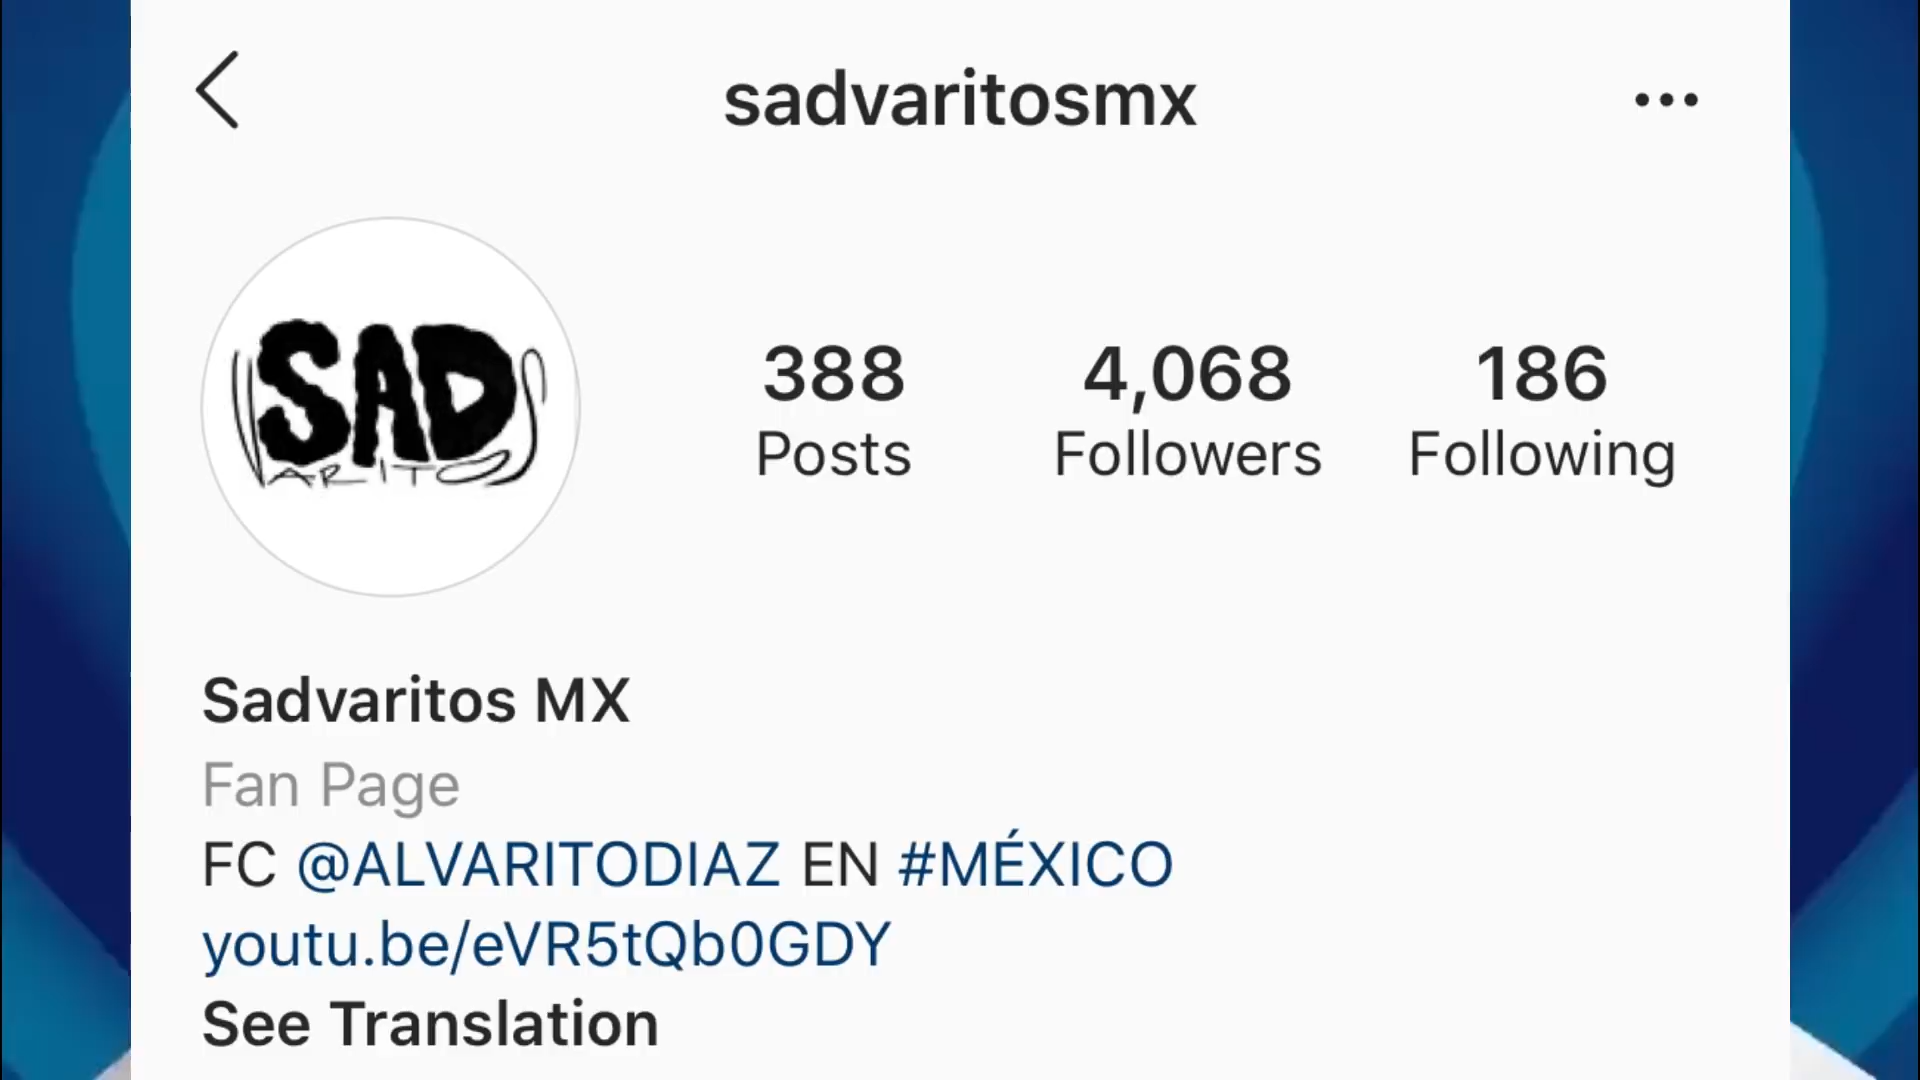 sadvaritosmx
SAD
VARITOS
388
Posts
4,068
Followers
186
Following
Sadvaritos MX
Fan Page
FC @ALVARITODIAZ EN #MÉXICO
youtu.be/eVR5tQb0GDY
See Translation